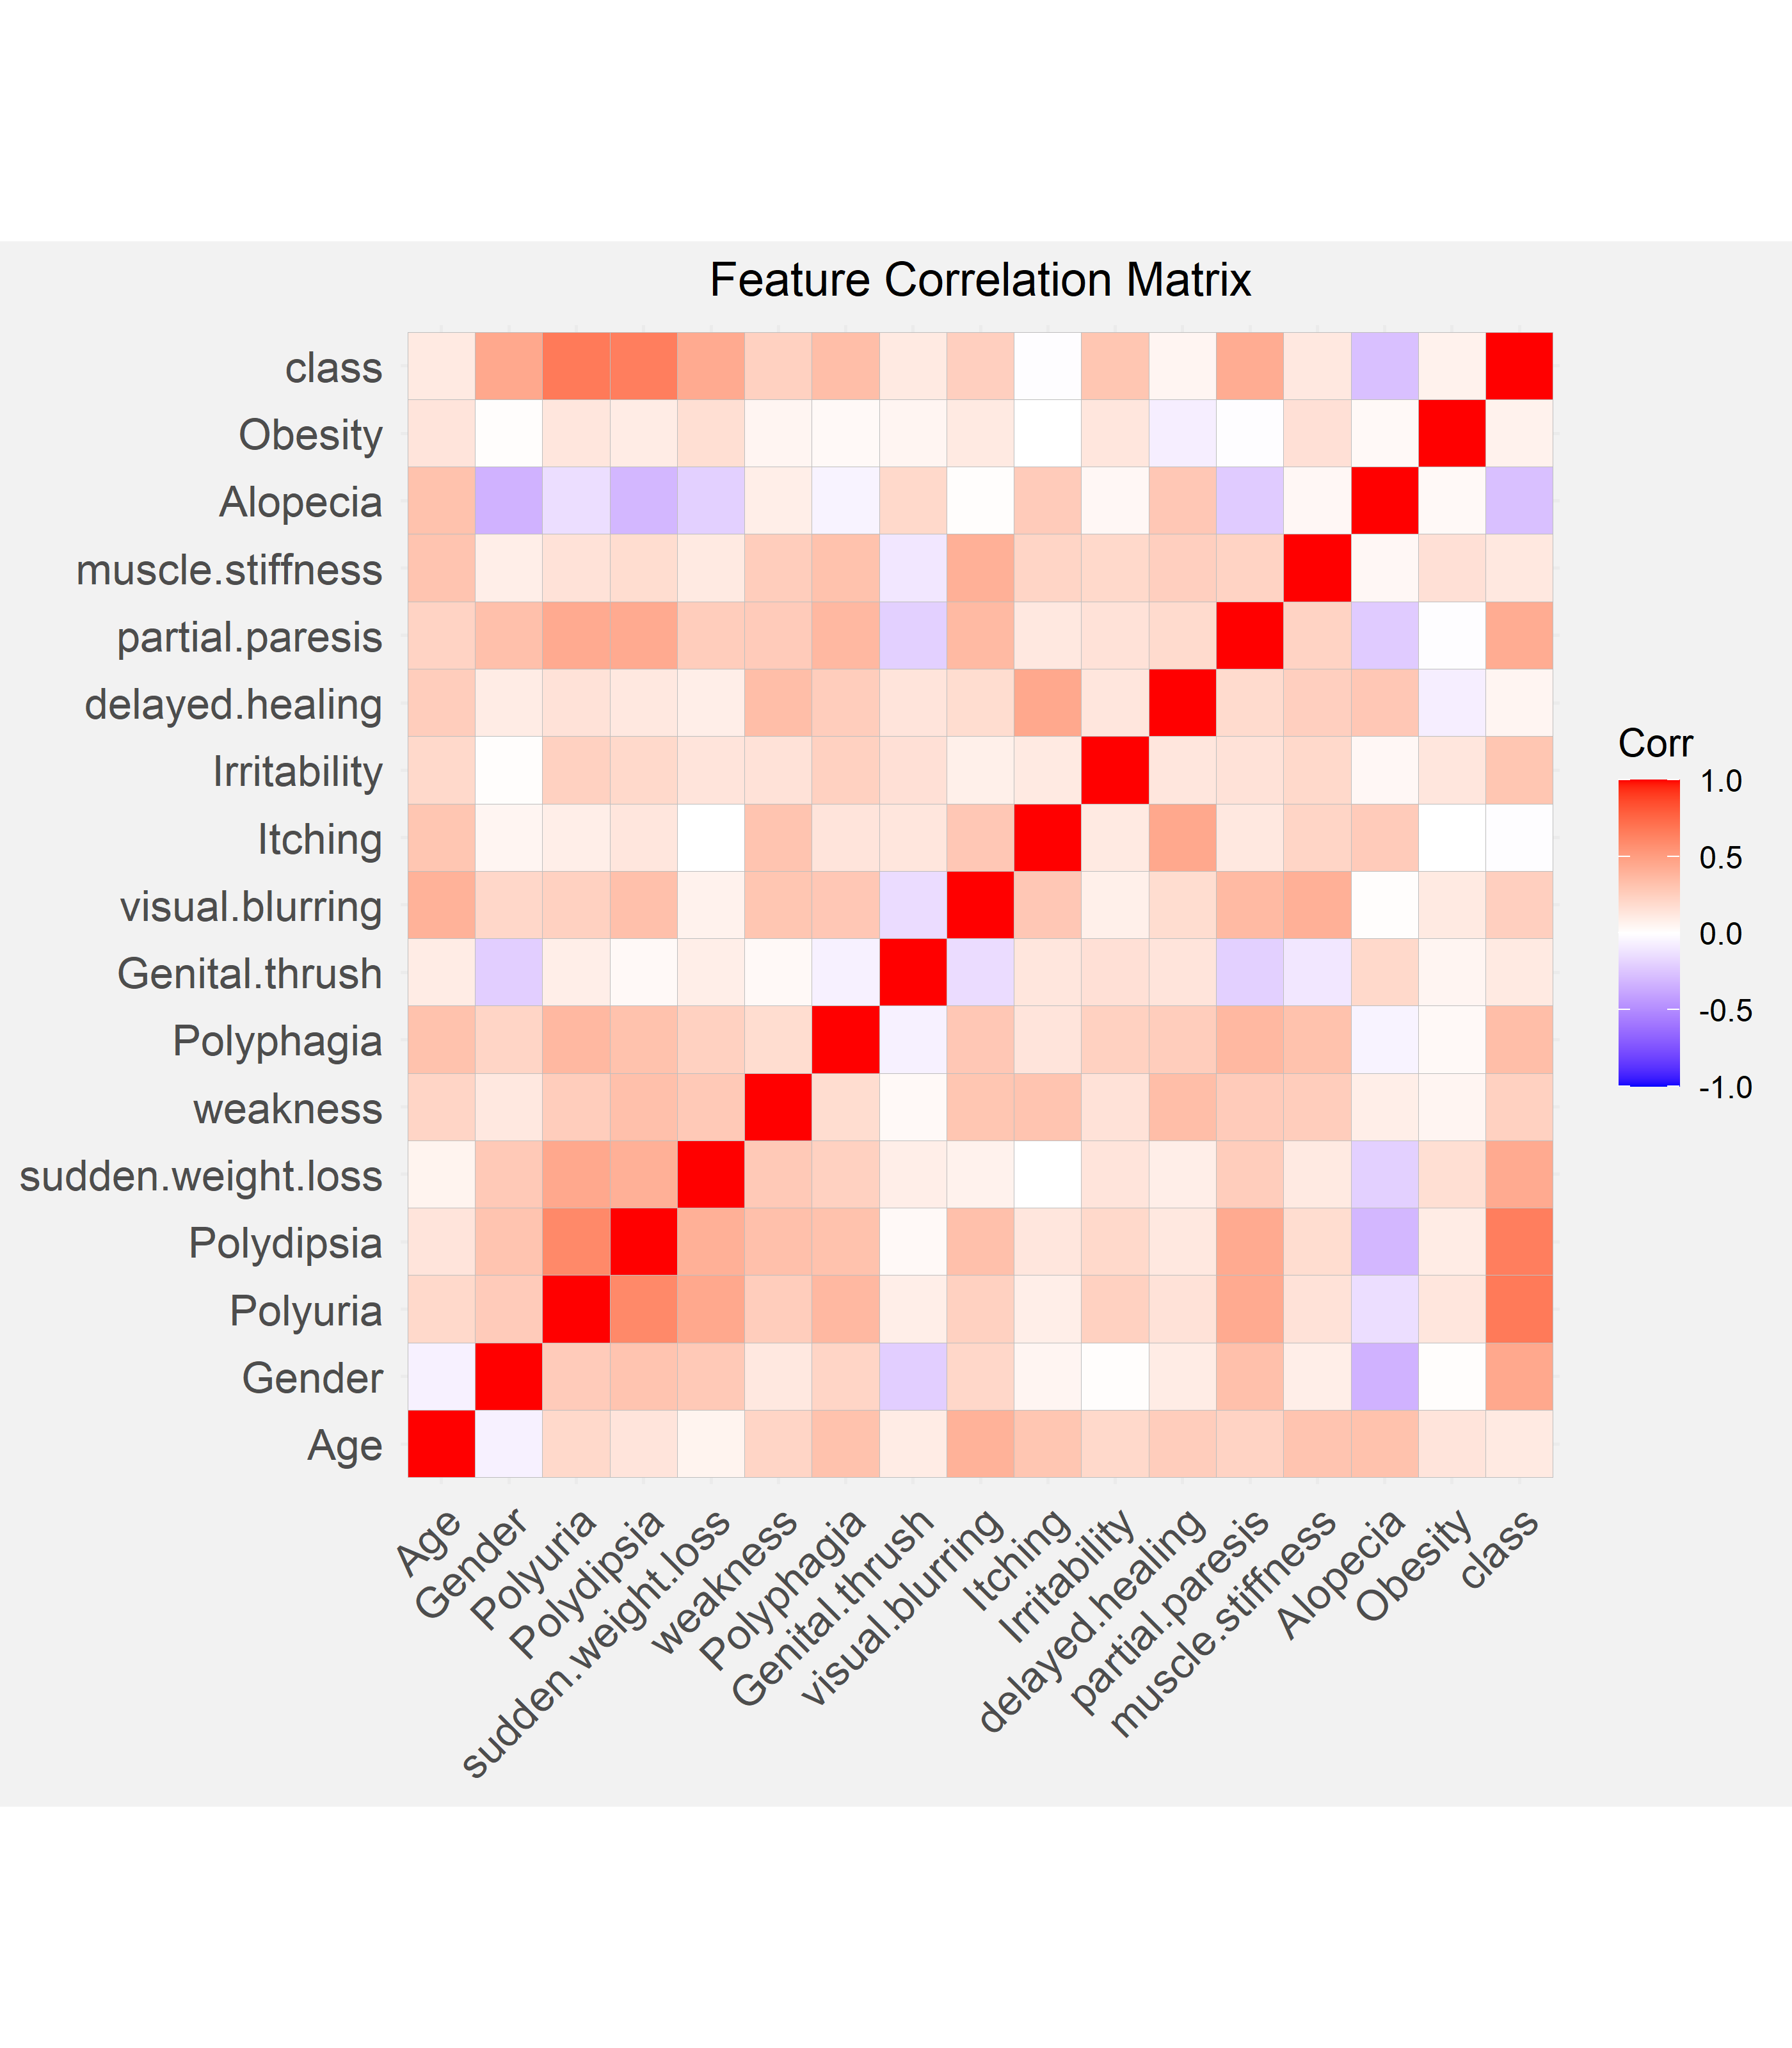 Feature Correlation Matrix
class
Obesity
Alopecia
muscle.stiffness
partial.paresis
delayed.healing
Irritability
Itching
visual.blurring
Genital.thrush
Polyphagia
weakness
sudden.weight.loss
Polydipsia
Polyuria
Gender
Age
Age
Gender
Polyuria
Polydipsia
sudden.weight.loss
weakness
Polyphagia
Genital.thrush
visual.blurring
Itching
Irritability
delayed.healing
partial.paresis
muscle.stiffness
Alopecia
Obesity
class
Corr
1.0
0.5
0.0
-0.5
-1.0